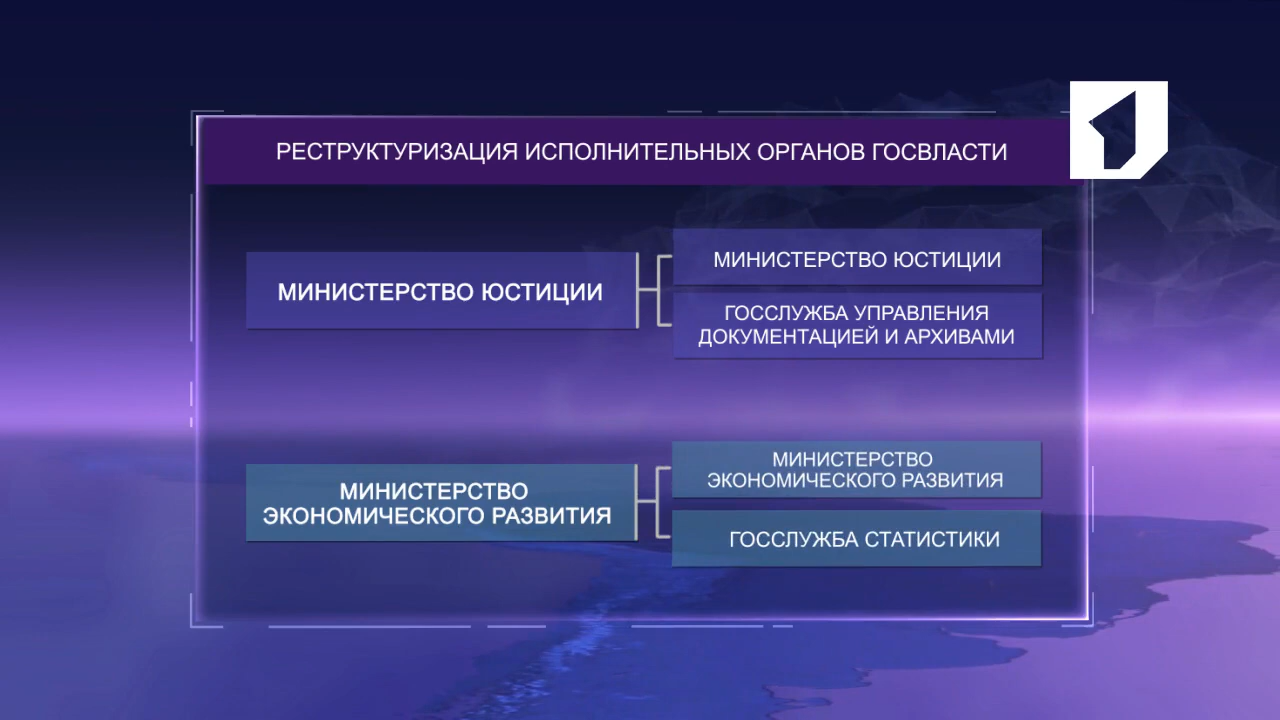 РЕСТРУКТУРИЗАЦИЯ ИСПОЛНИТЕЛЬНЫХ ОРГАНОВ ГОСВЛАСТИ
МИНИСТЕРСТВО ЮСТИЦИИ
МИНИСТЕРСТВО ЮСТИЦИИ
ГОССЛУЖБА УПРАВЛЕНИЯ
ДОКУМЕНТАЦИЕЙ И АРХИВАМИ
МИНИСТЕРСТВО
ЭКОНОМИЧЕСКОГО РАЗВИТИЯ
МИНИСТЕРСТВО
ЭКОНОМИЧЕСКОГО РАЗВИТИЯ
ГОССЛУЖБА СТАТИСТИКИ